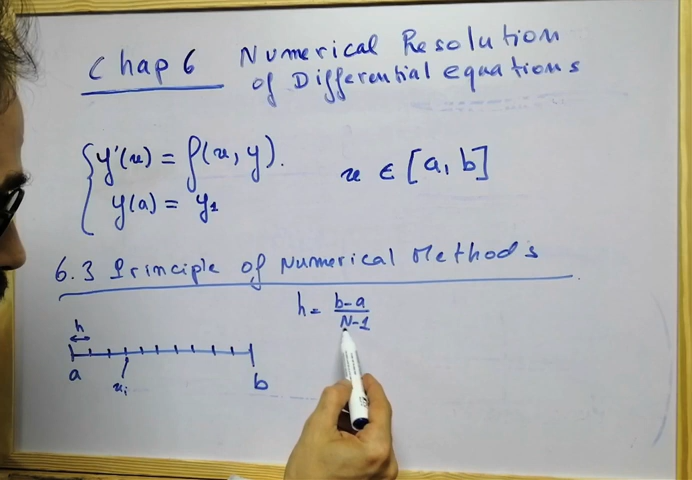 Chap 6 Numerical Resolution
of Differential equations
{ y'(x) = f(x, y). x ∈ [a, b]
y(a) = y1
6.3 Principle of Numerical Methods
h = b-a
N-1
h
a xi b